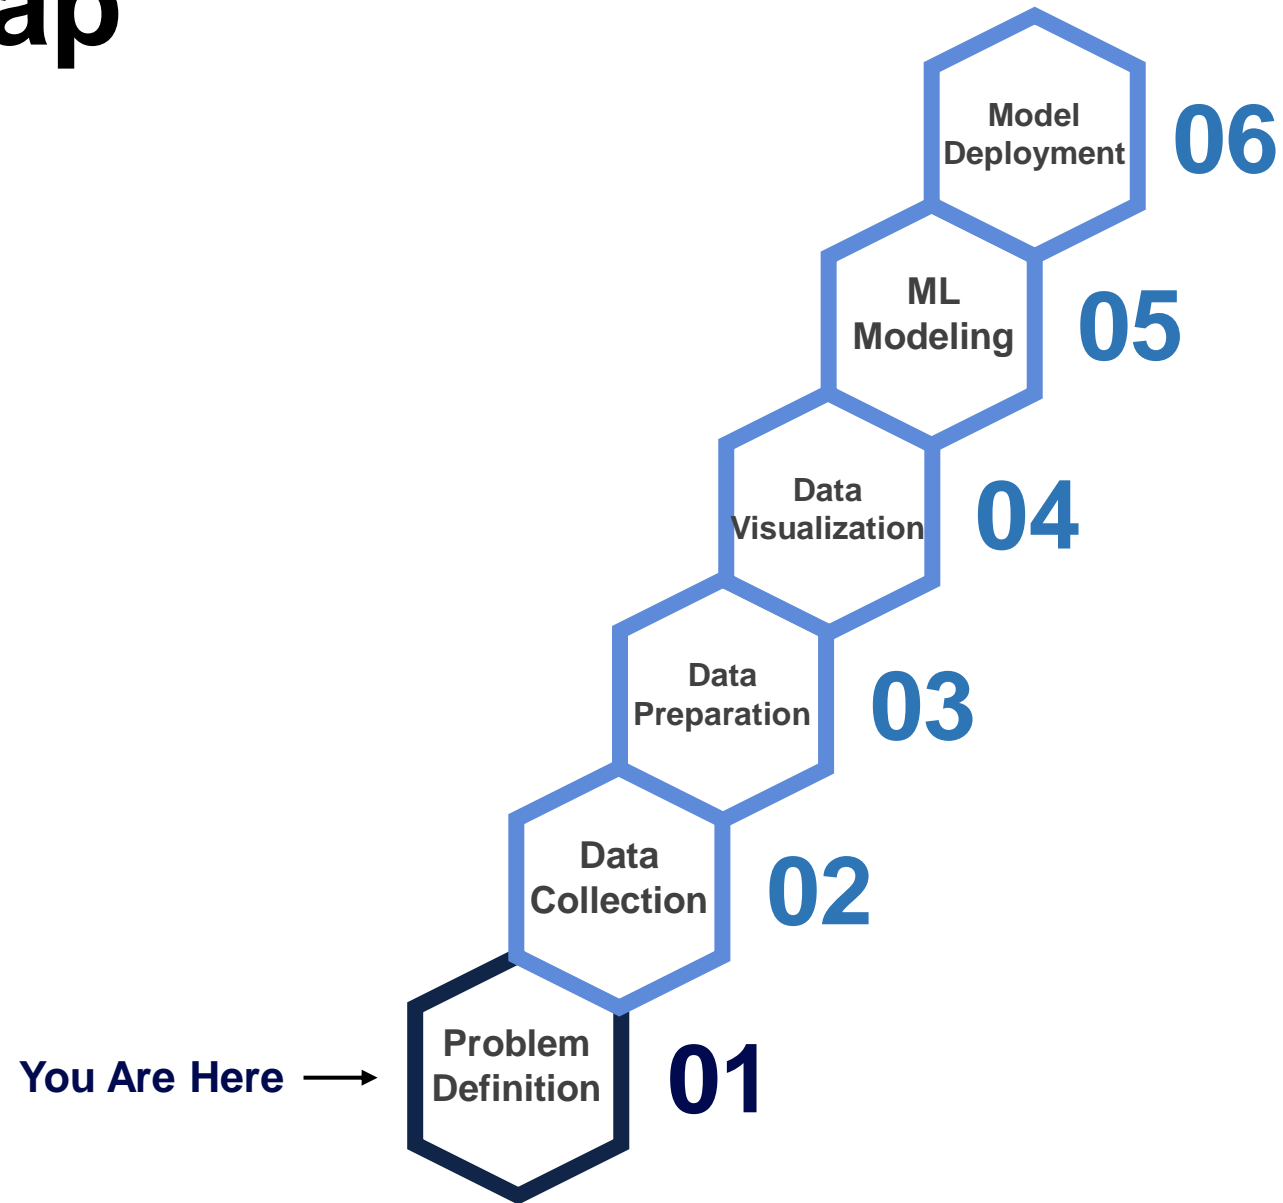 ap
Model
Deployment
06
ML
Modeling
05
Data
Visualization
04
Data
Preparation
03
Data
Collection
02
Problem
Definition
01
You Are Here